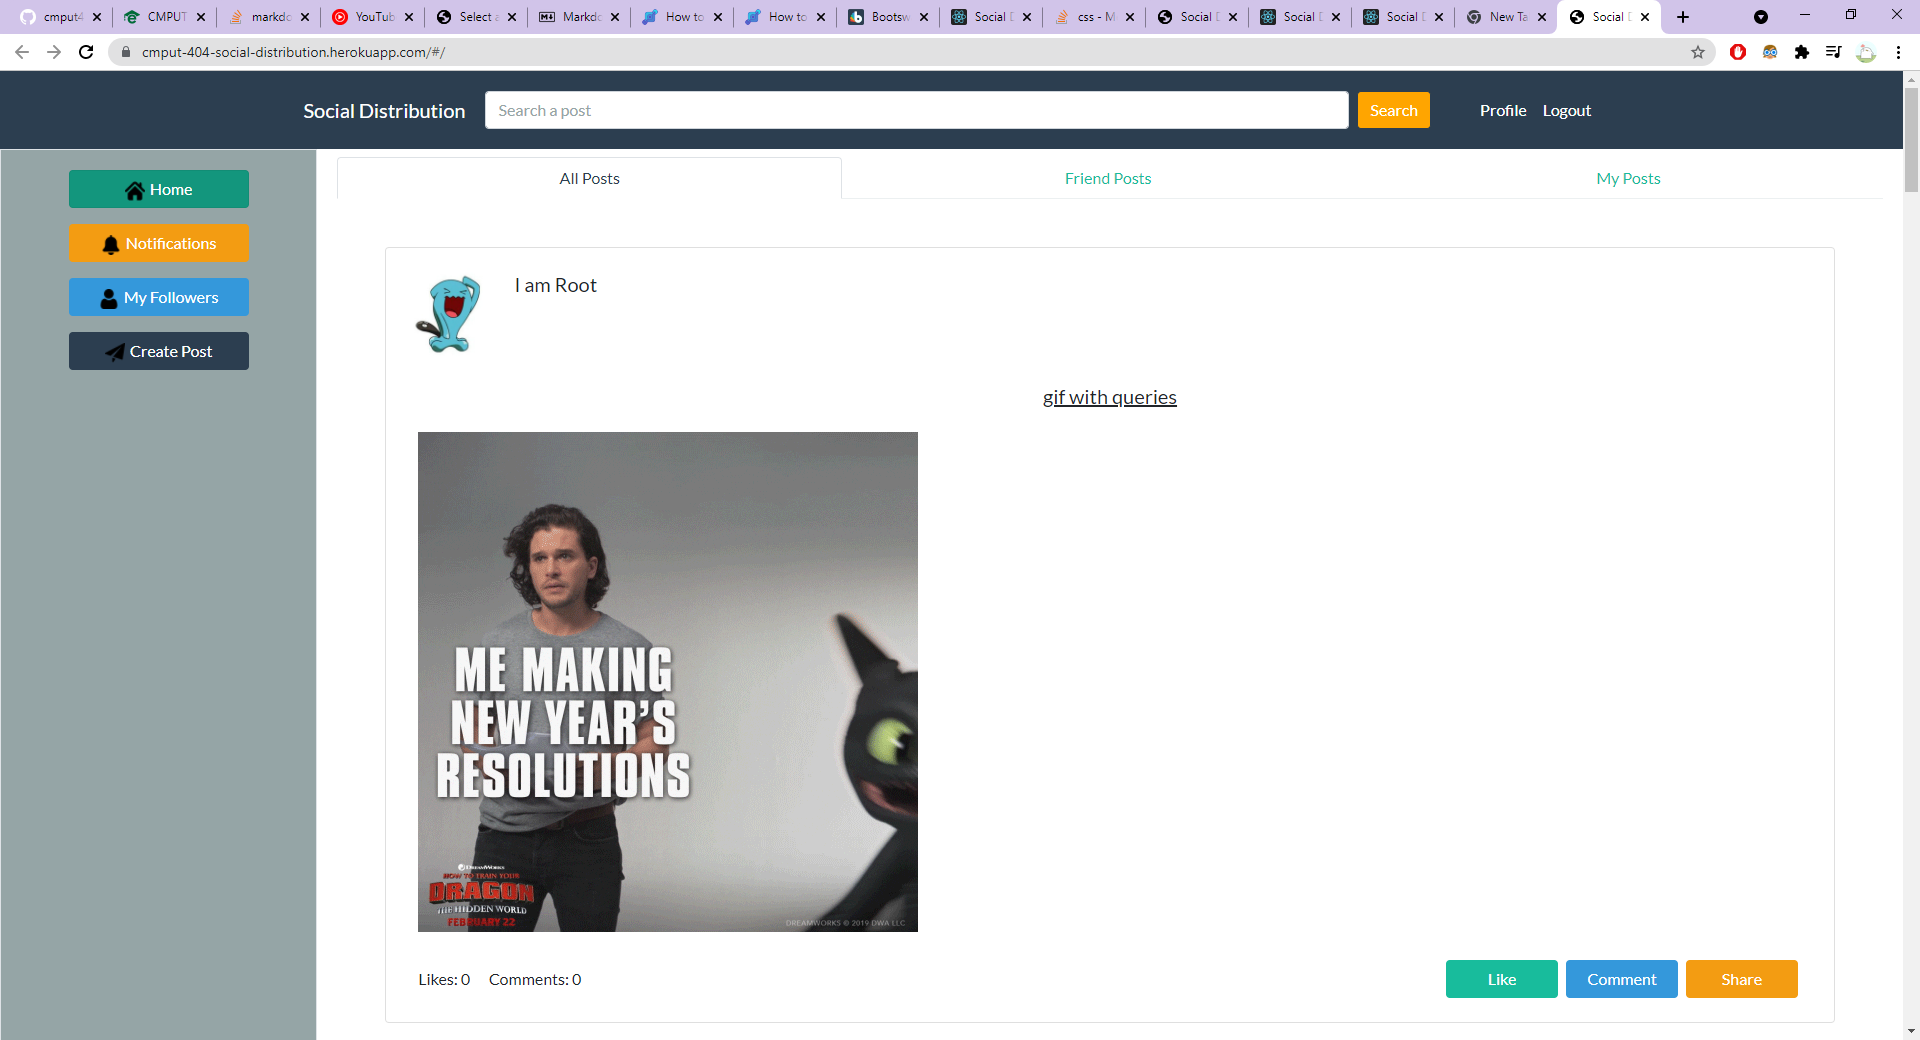 cmput4
CMPUT
markdo
YouTub
Select a
Markdo
How to
How to
Bootsw
Social D
css - M
Social D
Social D
Social D
New Ta
Social D
cmput-404-social-distribution.herokuapp.com/#/
Social Distribution
Search a post
Search
Profile
Logout
Home
Notifications
My Followers
Create Post
All Posts
Friend Posts
My Posts
I am Root
gif with queries
ME MAKING
NEW YEAR'S
RESOLUTIONS
DREAMWORKS
HOW TO TRAIN YOUR
DRAGON
THE HIDDEN WORLD
FEBRUARY 22
DREAMWORKS © 2019 DWA LLC
Likes: 0 Comments: 0
Like
Comment
Share